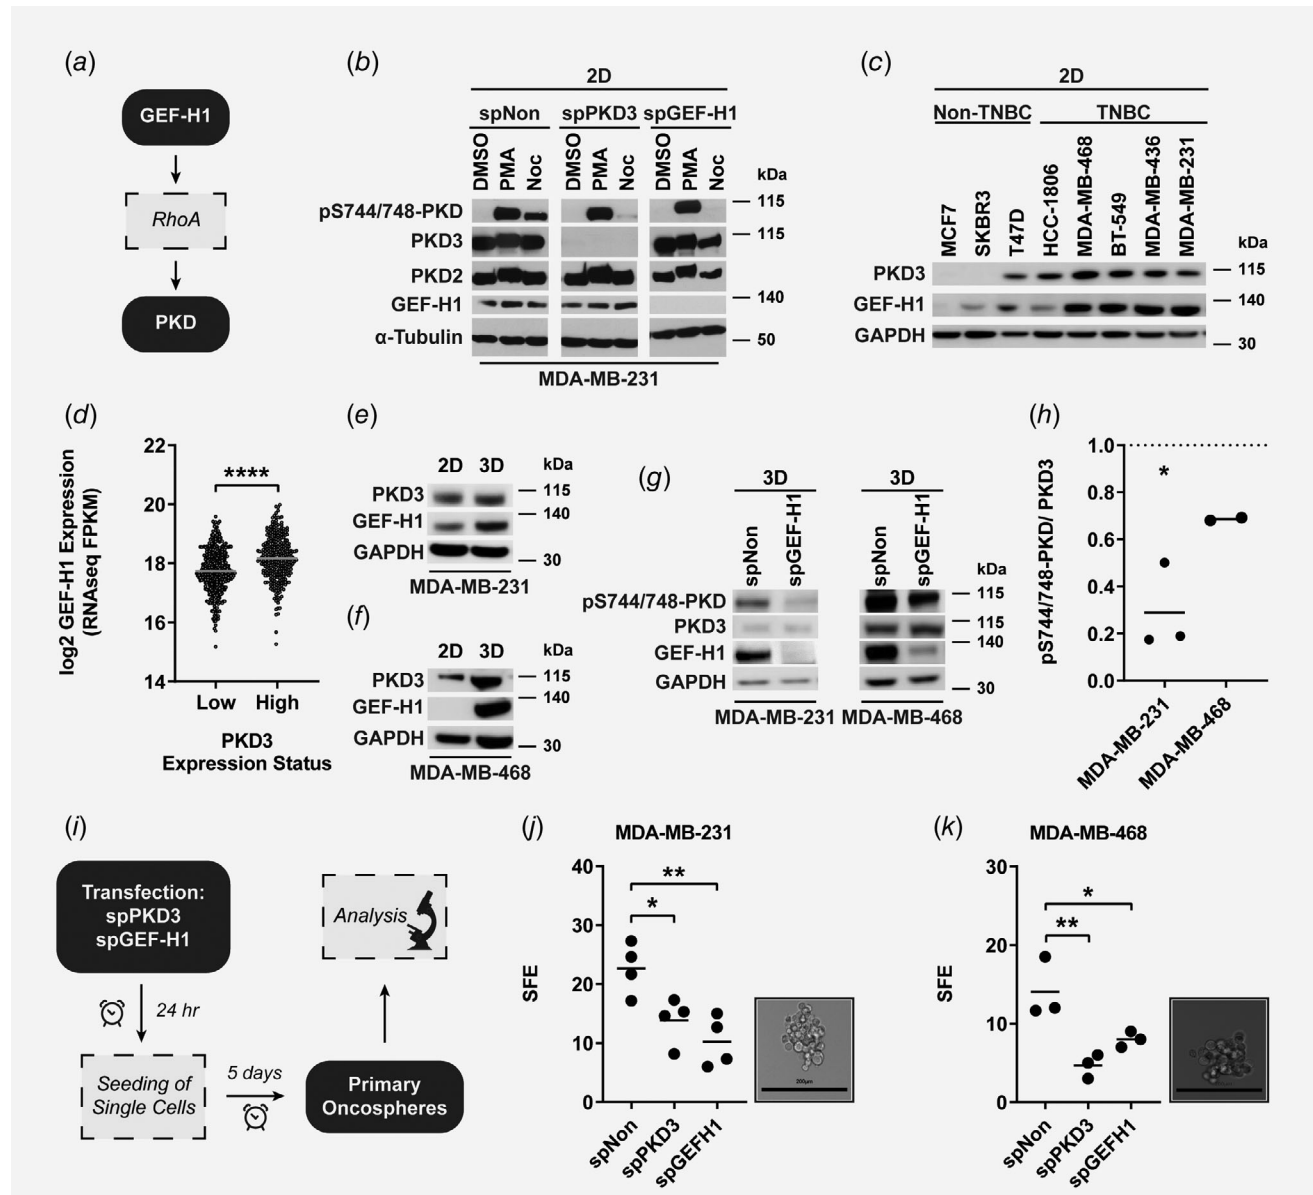 (a)
GEF-H1
RhoA
PKD
(b)
2D
spNon spPKD3 spGEF-H1
DMSO PMA Noc DMSO PMA Noc DMSO PMA Noc
kDa
pS744/748-PKD
115
PKD3
115
PKD2
GEF-H1
140
α-Tubulin
50
MDA-MB-231
(c)
2D
Non-TNBC TNBC
MCF7 SKBR3 T47D HCC-1806 MDA-MB-468 BT-549 MDA-MB-436 MDA-MB-231
kDa
PKD3 115
GEF-H1 140
GAPDH
30
(d)
log2 GEF-H1 Expression
(RNAseq FPKM)
22
20
18
16
14
****
Low High
PKD3
Expression Status
(e)
2D 3D kDa
PKD3 115
GEF-H1 140
GAPDH 30
MDA-MB-231
(f)
2D 3D kDa
PKD3 115
GEF-H1 140
GAPDH 30
MDA-MB-468
(g)
3D 3D
spNon spGEF-H1 spNon spGEF-H1
kDa
pS744/748-PKD 115
PKD3 115
GEF-H1 140
GAPDH 30
MDA-MB-231 MDA-MB-468
(h)
pS744/748-PKD/ PKD3
1.0
0.8
0.6
0.4
0.2
0.0
*
MDA-MB-231 MDA-MB-468
(i)
Transfection:
spPKD3
spGEF-H1
24 hr
Seeding of
Single Cells
5 days
Primary
Oncospheres
Analysis
(j)
MDA-MB-231
SFE
40
30
20
10
0
**
*
spNon spPKD3 spGEFH1
200µm
(k)
MDA-MB-468
SFE
30
20
10
0
*
**
spNon spPKD3 spGEFH1